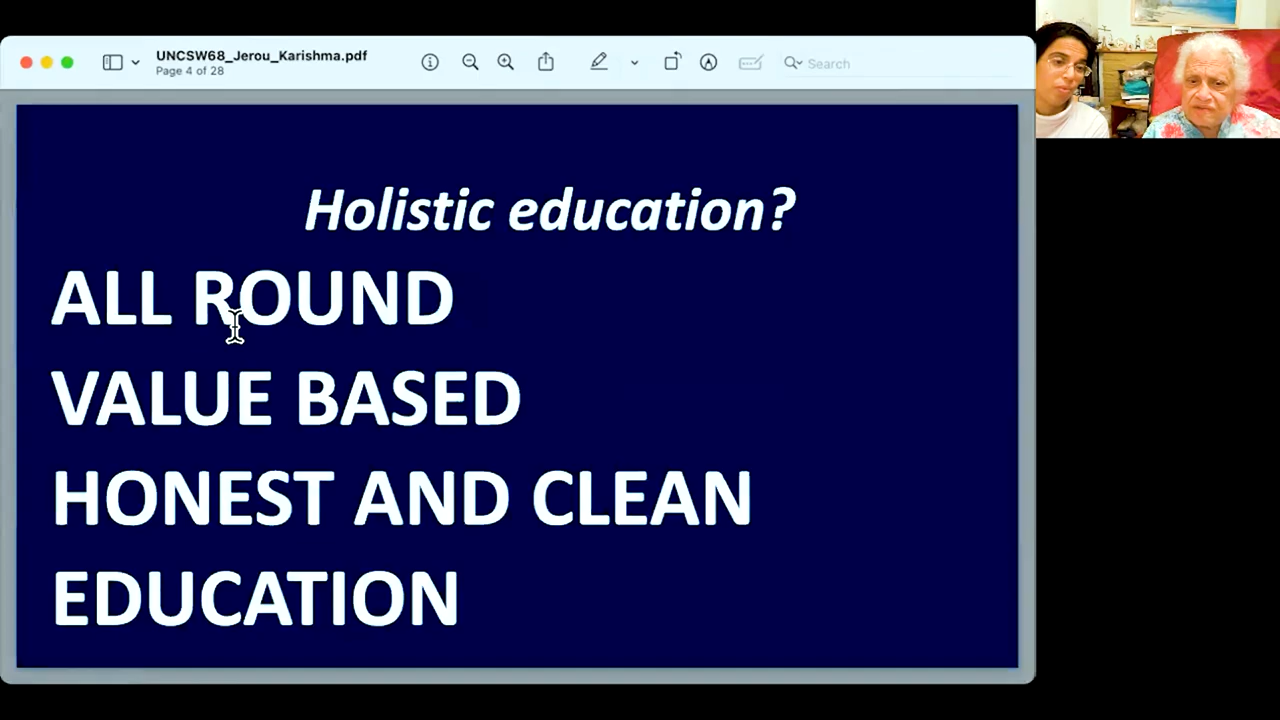 UNCSW68_Jerou_Karishma.pdf
Page 4 of 28
Search
Holistic education?
ALL ROUND
VALUE BASED
HONEST AND CLEAN
EDUCATION